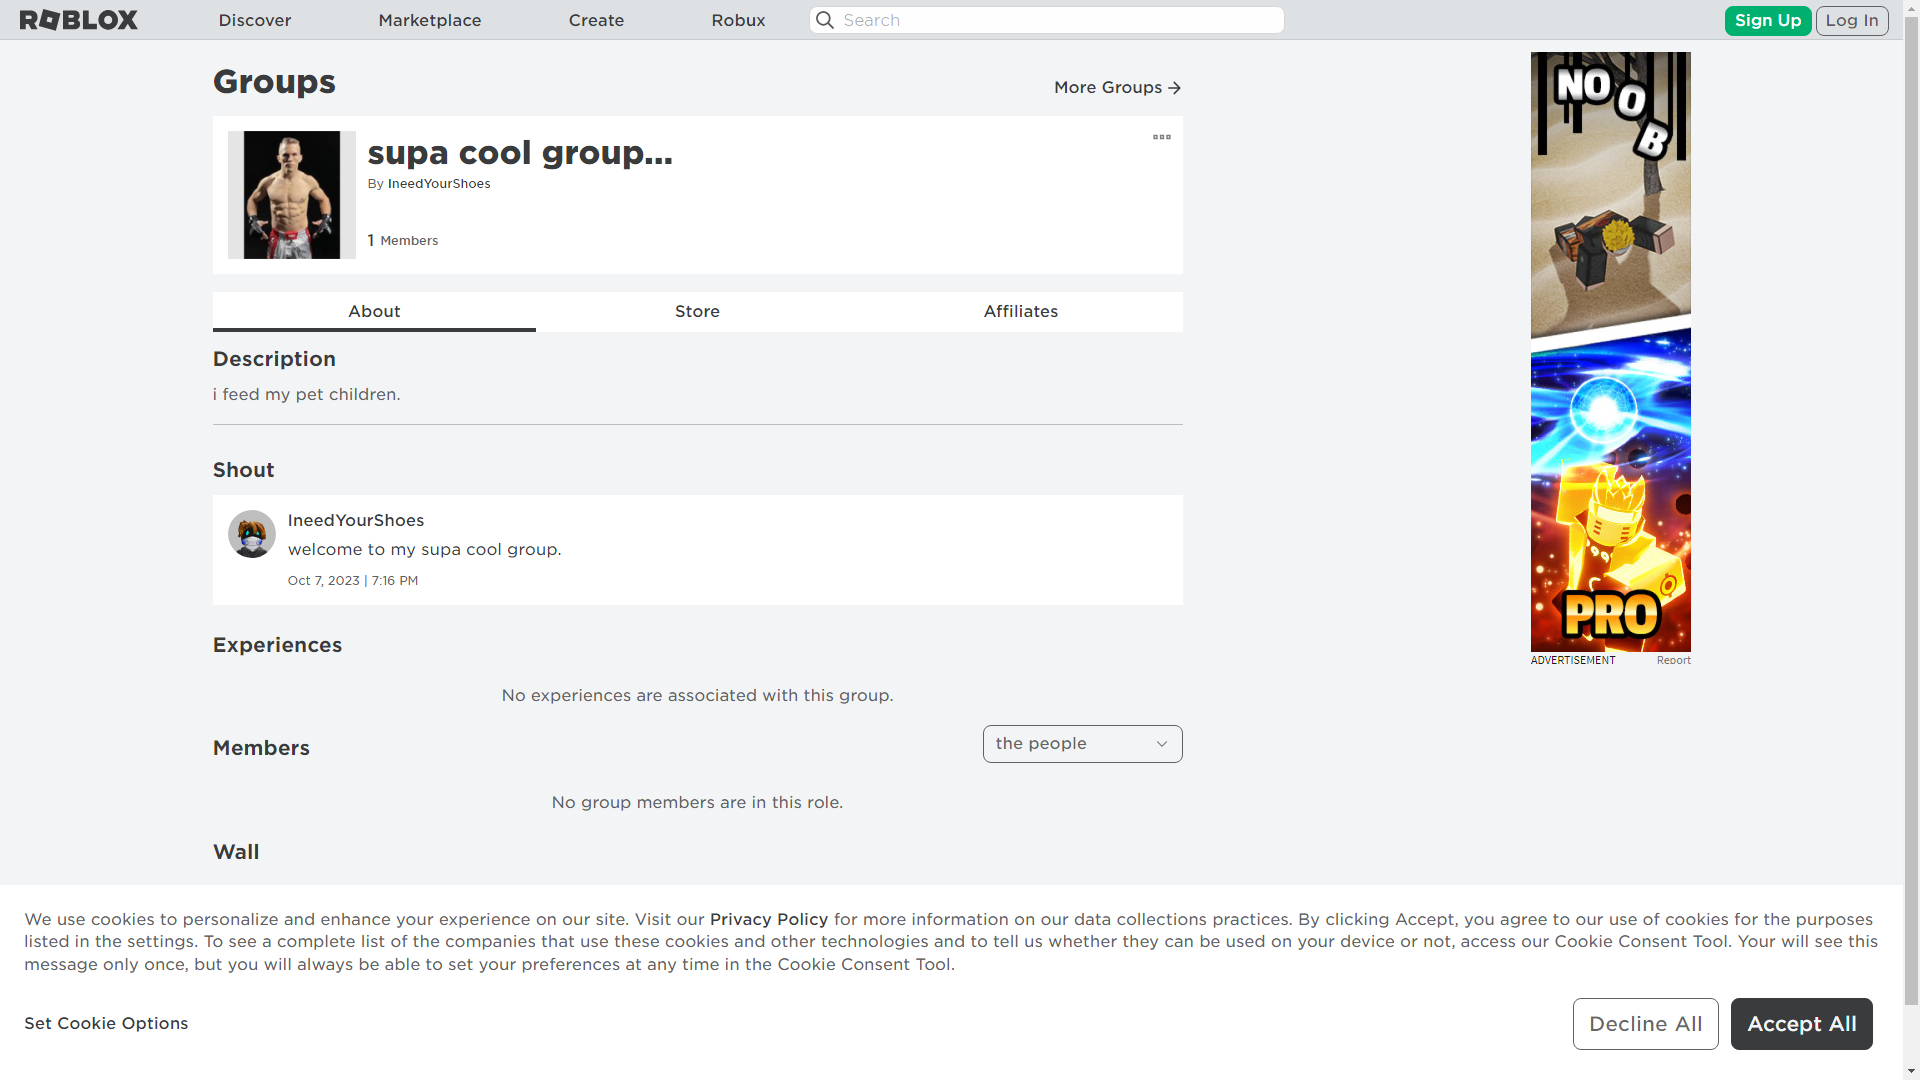 ROBLOX
Discover
Marketplace
Create
Robux
Search
Sign Up
Log In
Groups
More Groups
supa cool group...
By IneedYourShoes
1 Members
About
Store
Affiliates
Description
i feed my pet children.
Shout
IneedYourShoes
welcome to my supa cool group.
Oct 7, 2023 | 7:16 PM
Experiences
No experiences are associated with this group.
Members
the people
No group members are in this role.
Wall
NOOB
PRO
ADVERTISEMENT
Report
We use cookies to personalize and enhance your experience on our site. Visit our Privacy Policy for more information on our data collections practices. By clicking Accept, you agree to our use of cookies for the purposes
listed in the settings. To see a complete list of the companies that use these cookies and other technologies and to tell us whether they can be used on your device or not, access our Cookie Consent Tool. Your will see this
message only once, but you will always be able to set your preferences at any time in the Cookie Consent Tool.
Set Cookie Options
Decline All
Accept All